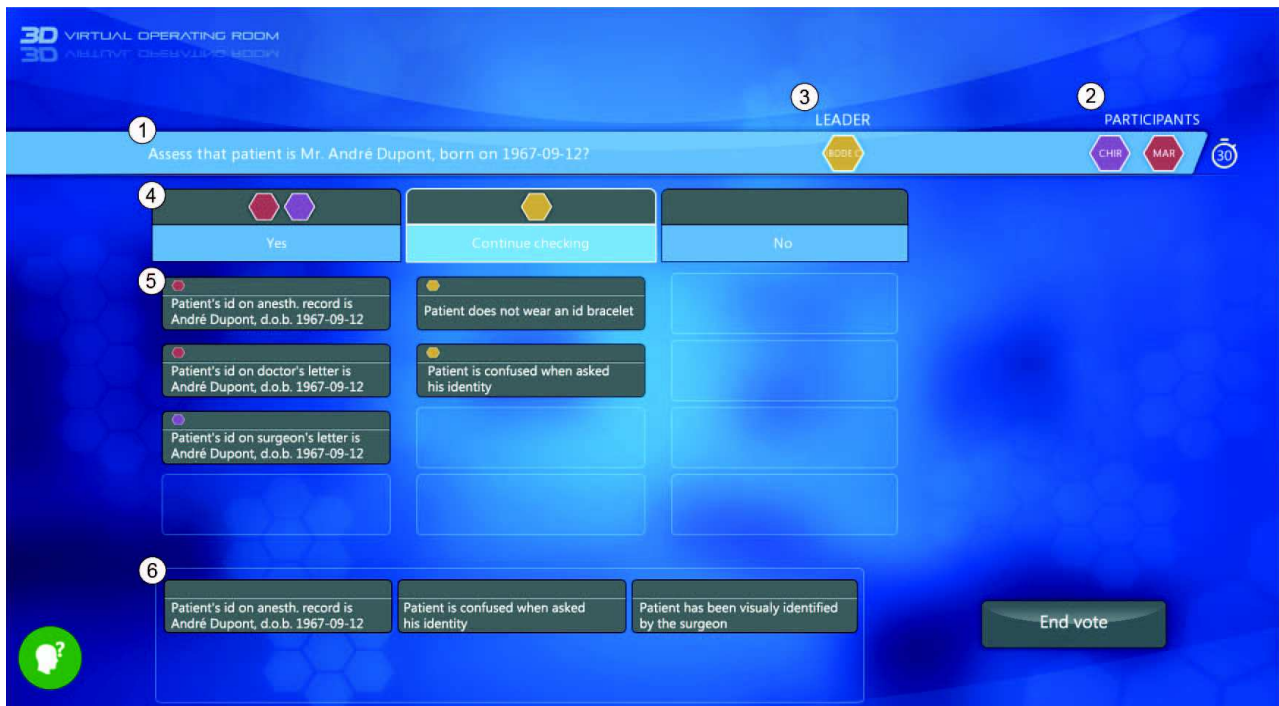 3D VIRTUAL OPERATING ROOM
3
LEADER
2
PARTICIPANTS
1
Assess that patient is Mr. André Dupont, born on 1967-09-12?
CHIR
MAR
30
4
Yes
Continue checking
No
5
Patient's id on anesth. record is
André Dupont, d.o.b. 1967-09-12
Patient does not wear an id bracelet
Patient's id on doctor's letter is
André Dupont, d.o.b. 1967-09-12
Patient is confused when asked
his identity
Patient's id on surgeon's letter is
André Dupont, d.o.b. 1967-09-12
6
Patient's id on anesth. record is
André Dupont, d.o.b. 1967-09-12
Patient is confused when asked
his identity
Patient has been visualy identified
by the surgeon
End vote
?